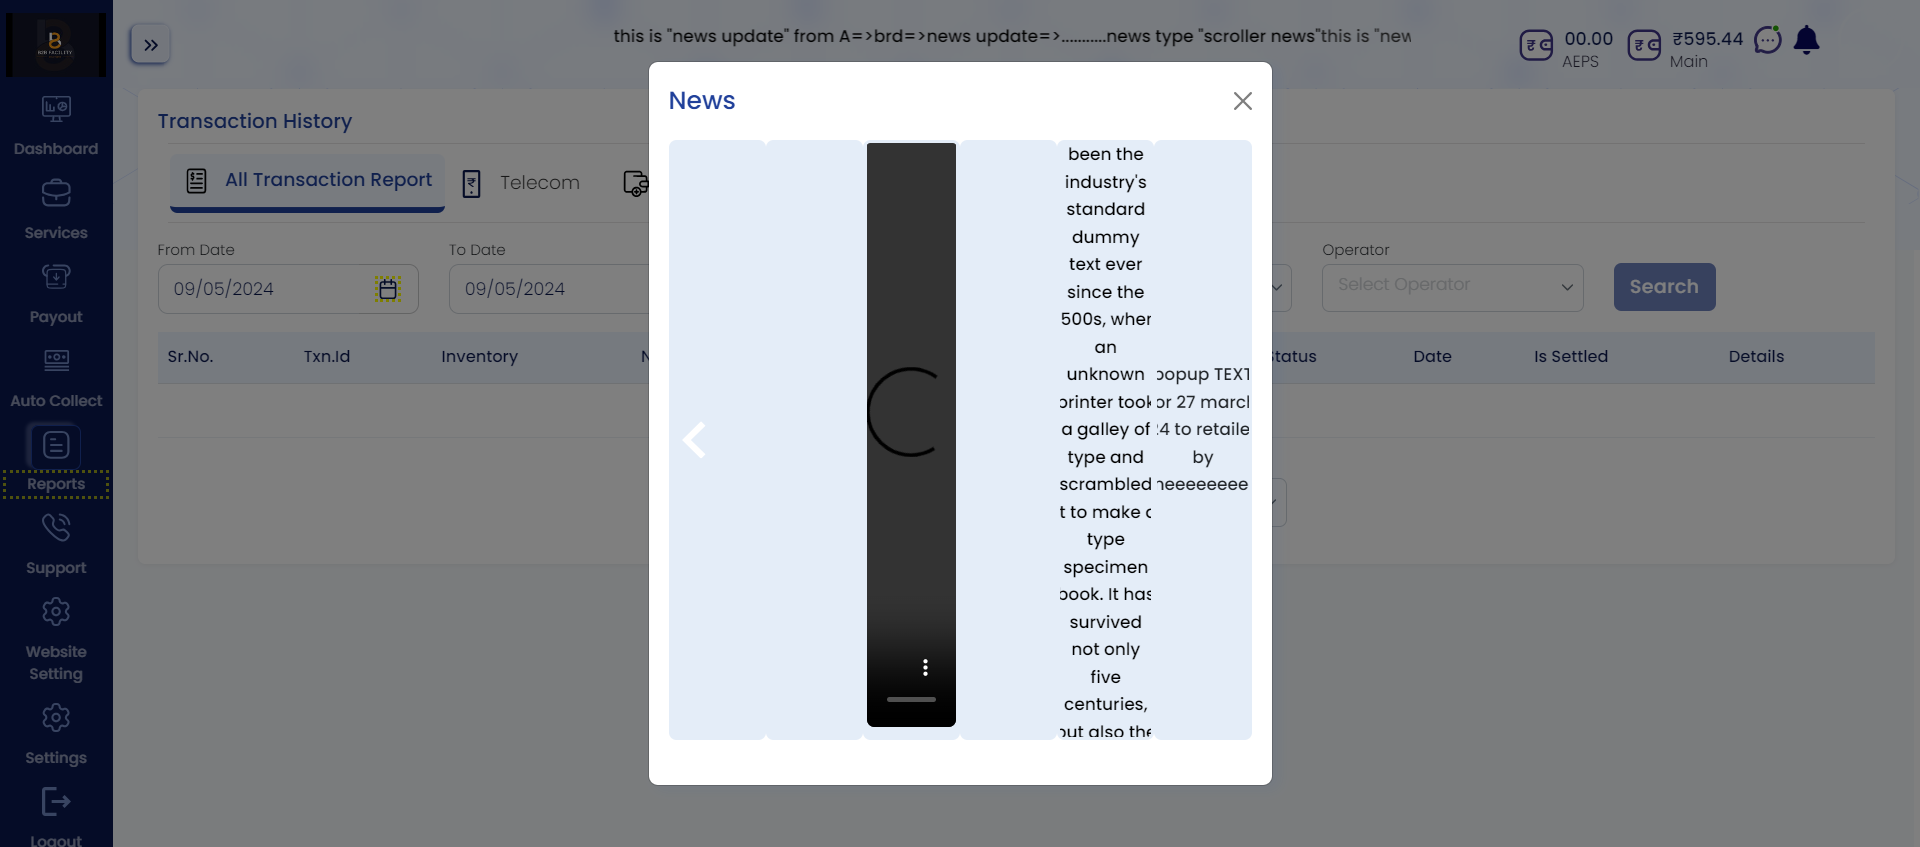 this is "news update" from A=>brd=>news update=>...........news type "scroller news"this is "new
00.00
AEPS
₹595.44
Main
Dashboard
Services
Payout
Auto Collect
Reports
Support
Website
Setting
Settings
Logout
Transaction History
All Transaction Report
Telecom
From Date
To Date
Operator
09/05/2024
09/05/2024
Select Operator
Search
Sr.No.
Txn.Id
Inventory
Status
Date
Is Settled
Details
News
been the
industry's
standard
dummy
text ever
since the
500s, when
an
unknown
printer took
a galley of
type and
scrambled
it to make a
type
specimen
book. It has
survived
not only
five
centuries,
but also the
popup TEXT
for 27 march
24 to retailer
by
heeeeeeee